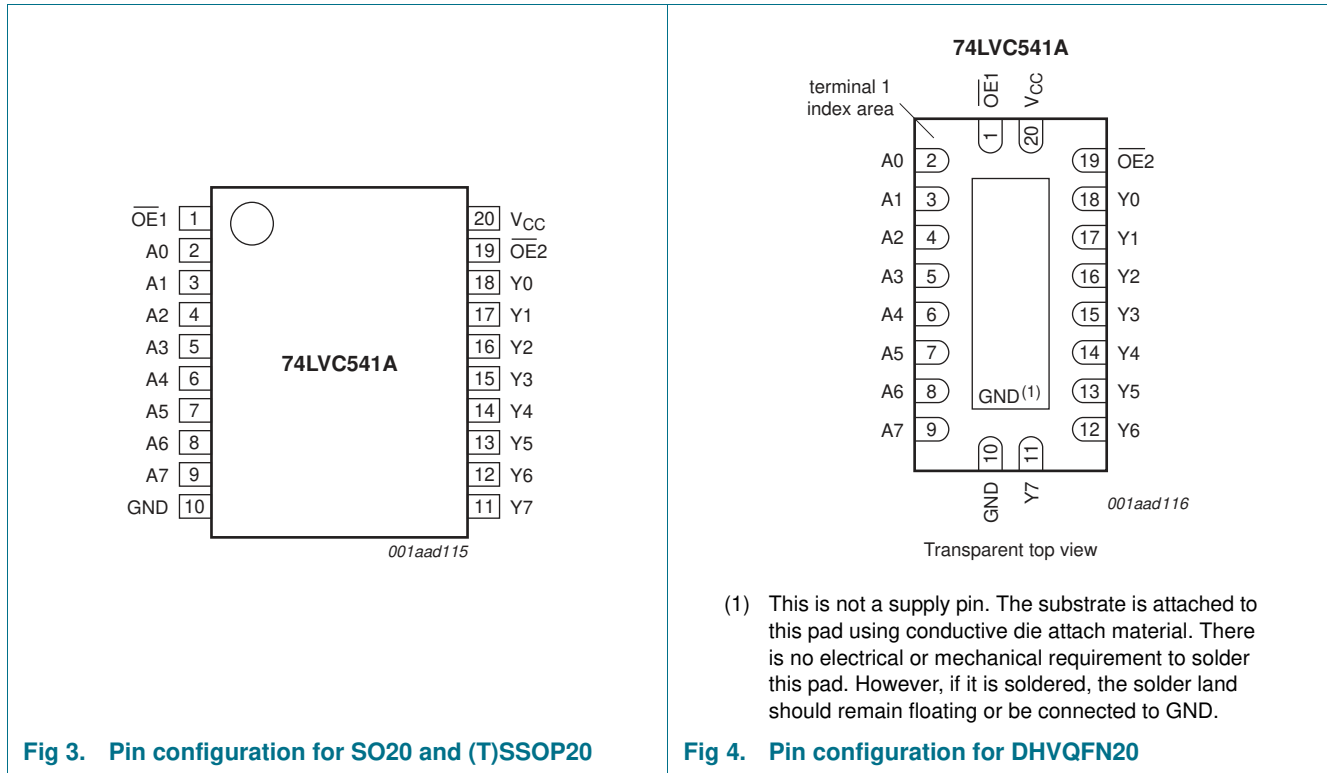 O̅E̅1 1
A0 2
A1 3
A2 4
A3 5
A4 6
A5 7
A6 8
A7 9
GND 10
74LVC541A
20 VCC
19 O̅E̅2
18 Y0
17 Y1
16 Y2
15 Y3
14 Y4
13 Y5
12 Y6
11 Y7
001aad115
Fig 3. Pin configuration for SO20 and (T)SSOP20
74LVC541A
terminal 1
index area
O̅E̅1
VCC
1
20
A0 2
A1 3
A2 4
A3 5
A4 6
A5 7
A6 8
A7 9
19 O̅E̅2
18 Y0
17 Y1
16 Y2
15 Y3
14 Y4
13 Y5
12 Y6
GND(1)
10
11
GND
Y7
001aad116
Transparent top view
(1) This is not a supply pin. The substrate is attached to
this pad using conductive die attach material. There
is no electrical or mechanical requirement to solder
this pad. However, if it is soldered, the solder land
should remain floating or be connected to GND.
Fig 4. Pin configuration for DHVQFN20